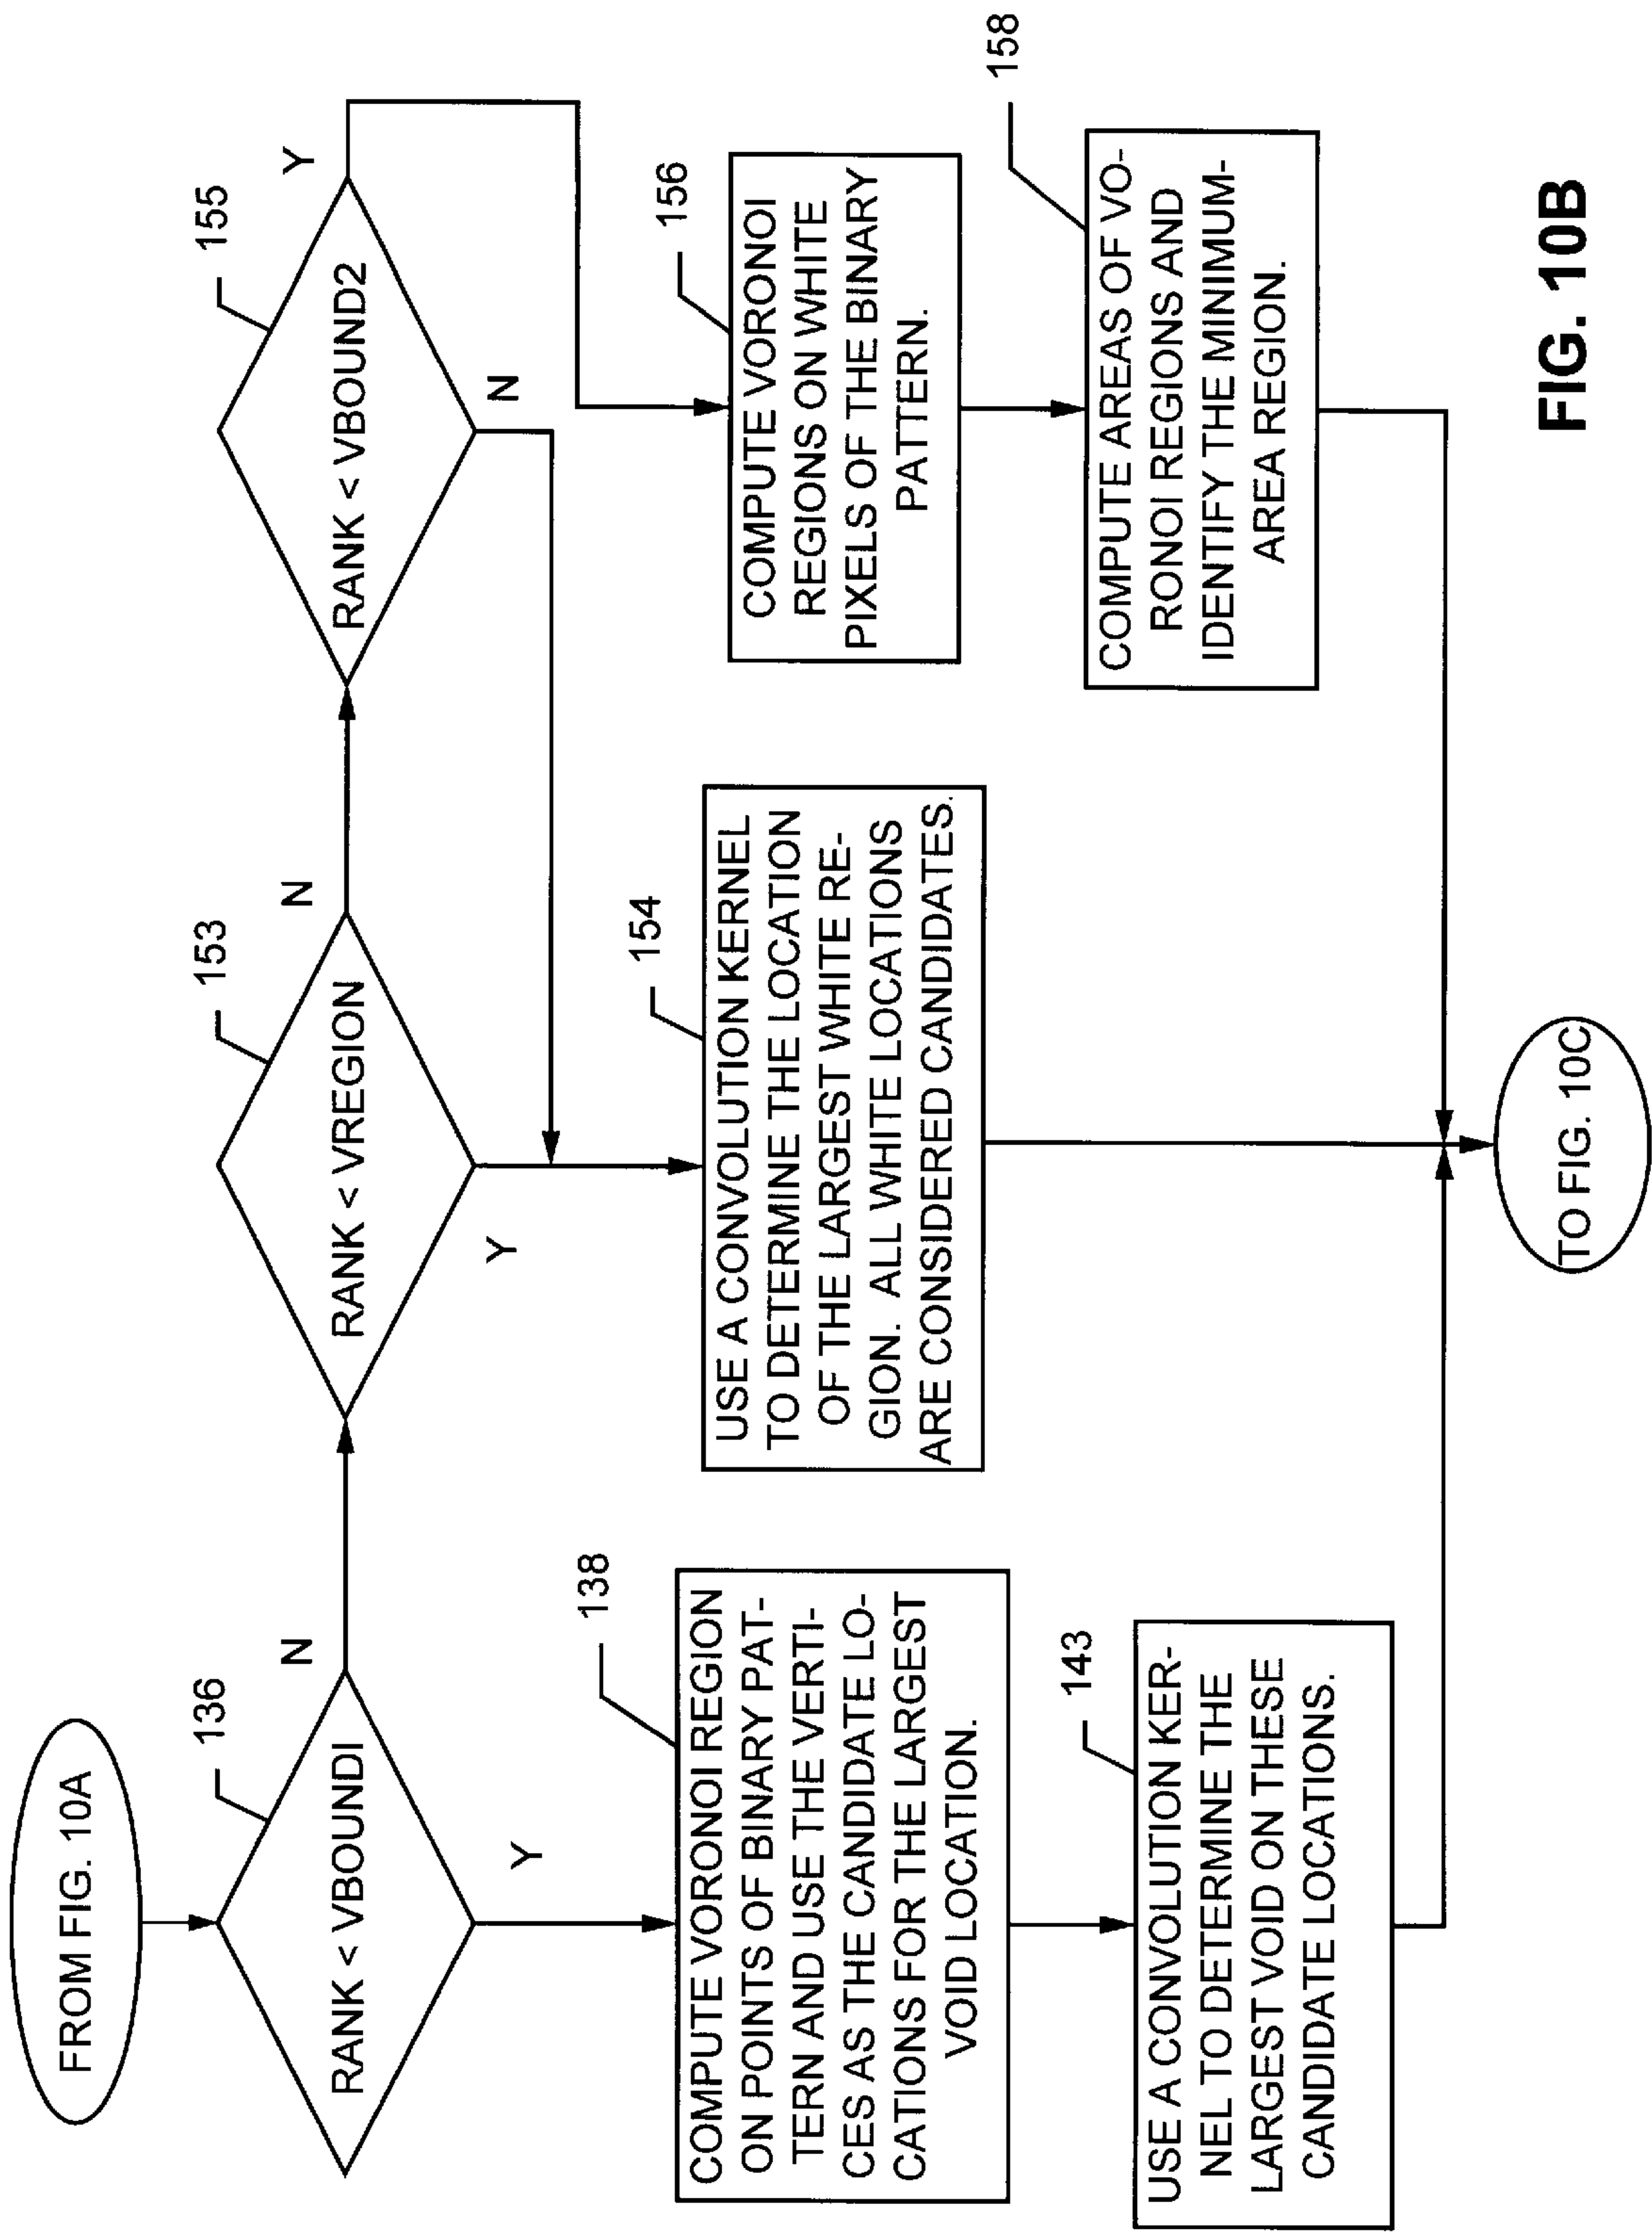 FROM FIG. 10A
136
RANK < VBOUNDI
N
Y
138
COMPUTE VORONOI REGION
ON POINTS OF BINARY PAT-
TERN AND USE THE VERTI-
CES AS THE CANDIDATE LO-
CATIONS FOR THE LARGEST
VOID LOCATION.
143
USE A CONVOLUTION KER-
NEL TO DETERMINE THE
LARGEST VOID ON THESE
CANDIDATE LOCATIONS.
153
RANK < VREGION
N
Y
154
USE A CONVOLUTION KERNEL
TO DETERMINE THE LOCATION
OF THE LARGEST WHITE RE-
GION. ALL WHITE LOCATIONS
ARE CONSIDERED CANDIDATES.
155
RANK < VBOUND2
Y
N
156
COMPUTE VORONOI
REGIONS ON WHITE
PIXELS OF THE BINARY
PATTERN.
158
COMPUTE AREAS OF VO-
RONOI REGIONS AND
IDENTIFY THE MINIMUM-
AREA REGION.
TO FIG. 10C
FIG. 10B